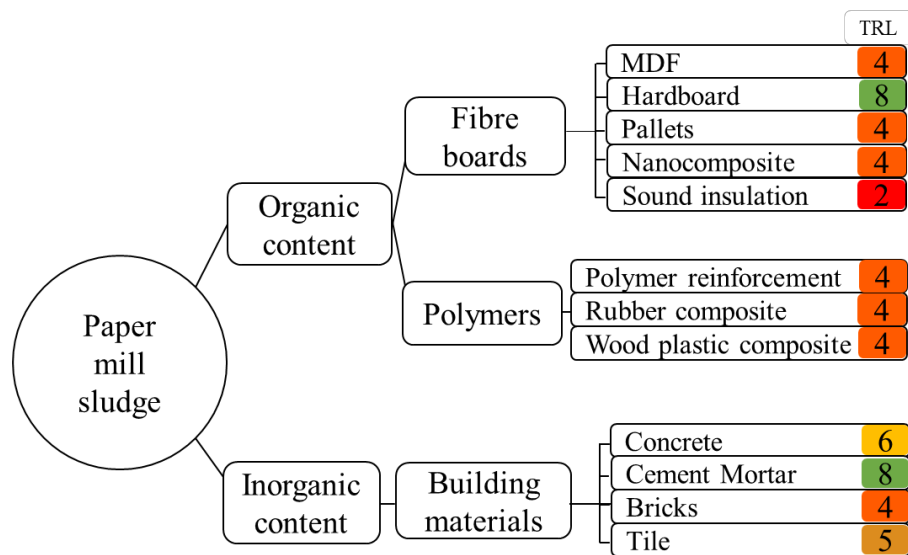 TRL
MDF 4
Hardboard 8
Pallets 4
Nanocomposite 4
Sound insulation 2
Fibre
boards
Organic
content
Polymer reinforcement 4
Rubber composite 4
Wood plastic composite 4
Polymers
Paper
mill
sludge
Concrete 6
Cement Mortar 8
Bricks 4
Tile 5
Building
materials
Inorganic
content